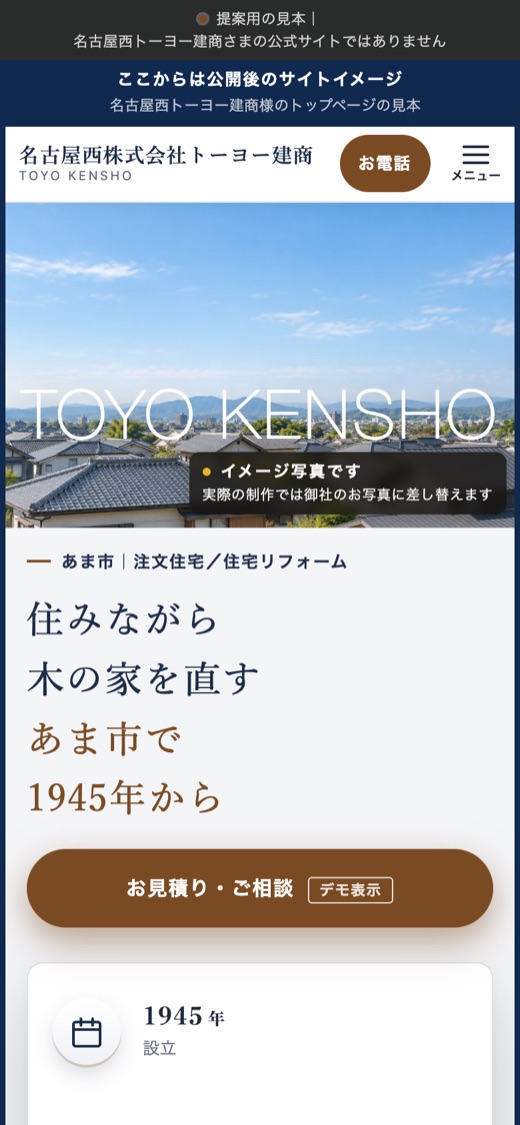 提案用の見本｜
名古屋西トーヨー建商さまの公式サイトではありません
ここからは公開後のサイトイメージ
名古屋西トーヨー建商様のトップページの見本
名古屋西株式会社トーヨー建商
TOYO KENSHO
お電話
メニュー
TOYO KENSHO
イメージ写真です
実際の制作では御社のお写真に差し替えます
あま市｜注文住宅／住宅リフォーム
住みながら
木の家を直す
あま市で
1945年から
お見積り・ご相談 デモ表示
1945年
設立